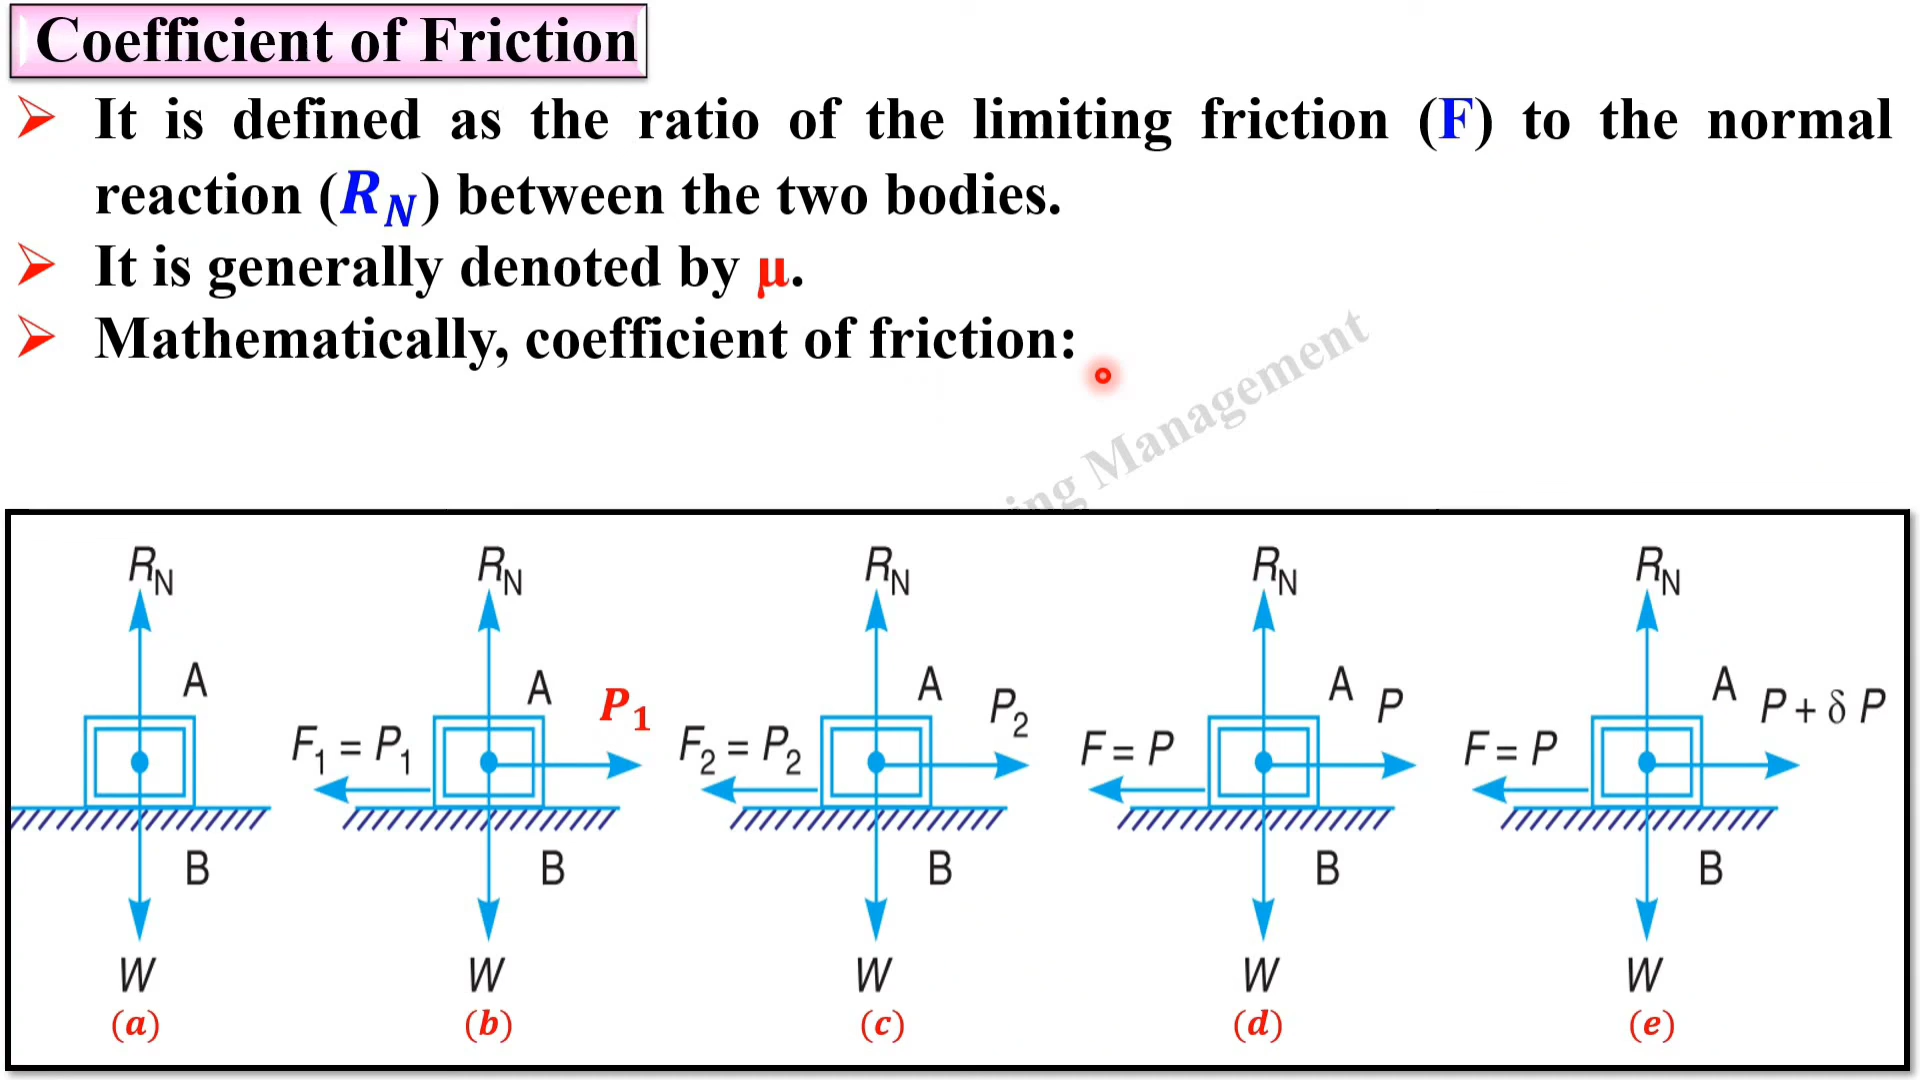 Coefficient of Friction
It is defined as the ratio of the limiting friction (F) to the normal
reaction (R_N) between the two bodies.
It is generally denoted by μ.
Mathematically, coefficient of friction:
Management
R_N R_N R_N R_N R_N
A A P_1 A P_2 A P A P + δ P
F_1 = P_1 F_2 = P_2 F = P F = P
B B B B B
W W W W W
(a) (b) (c) (d) (e)